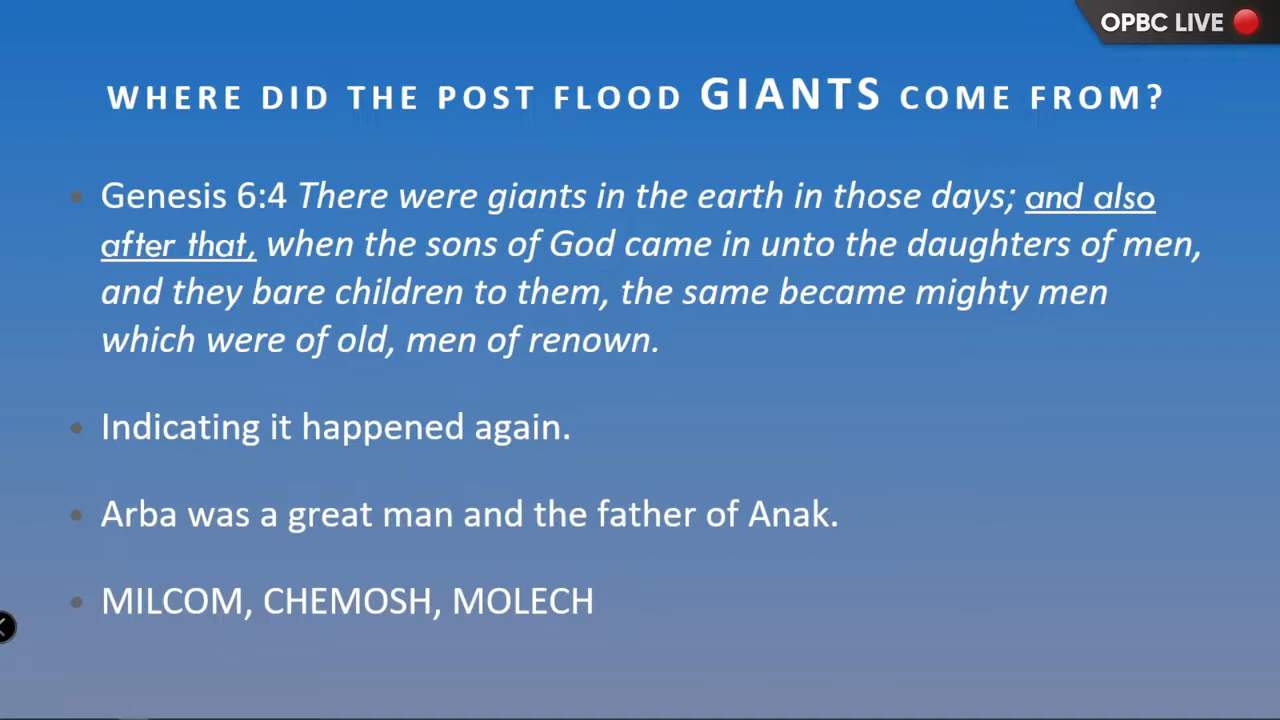 OPBC LIVE
WHERE DID THE POST FLOOD GIANTS COME FROM?
• Genesis 6:4 There were giants in the earth in those days; and also
after that, when the sons of God came in unto the daughters of men,
and they bare children to them, the same became mighty men
which were of old, men of renown.
• Indicating it happened again.
• Arba was a great man and the father of Anak.
• MILCOM, CHEMOSH, MOLECH